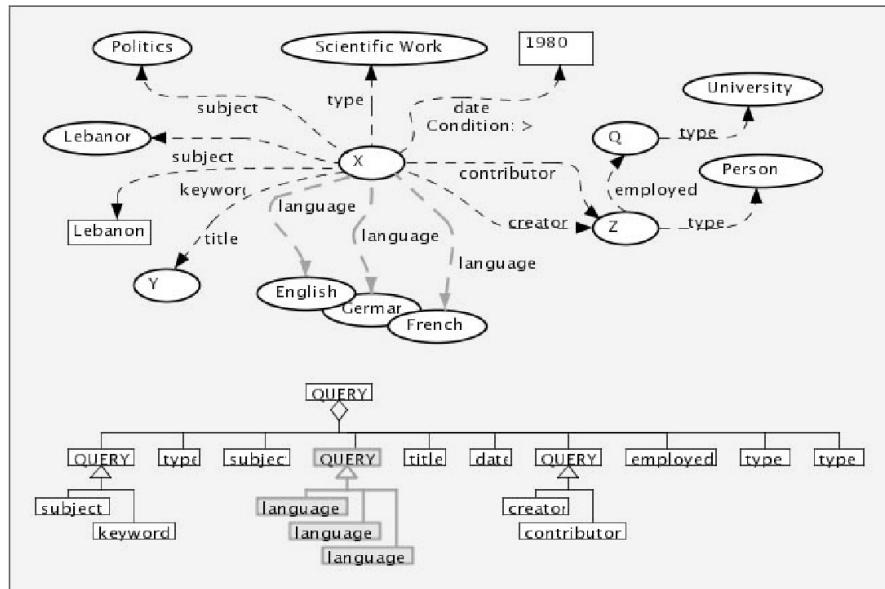 Politics
Scientific Work
1980
University
subject
type
date
Condition: >
Lebanor
X
Q
type
subject
contributor
Person
keyword
language
employed
Lebanon
title
language
creator
Z
type
Y
language
English
Germar
French
QUERY
QUERY type subject QUERY title date QUERY employed type type
subject language creator
keyword language contributor
language